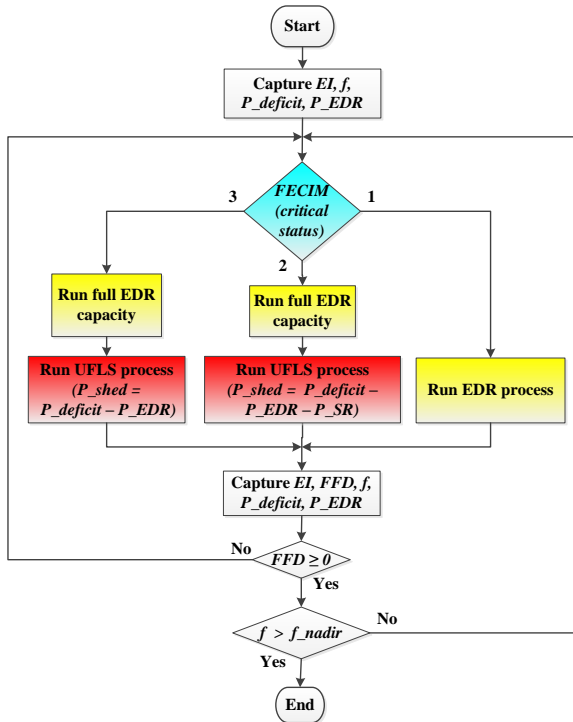 Start
Capture EI, f,
P_deficit, P_EDR
FECIM
(critical
status)
3
1
2
Run full EDR
capacity
Run full EDR
capacity
Run UFLS process
(P_shed =
P_deficit – P_EDR)
Run UFLS process
(P_shed = P_deficit –
P_EDR – P_SR)
Run EDR process
Capture EI, FFD, f,
P_deficit, P_EDR
No
FFD ≥ 0
Yes
f > f_nadir
No
Yes
End